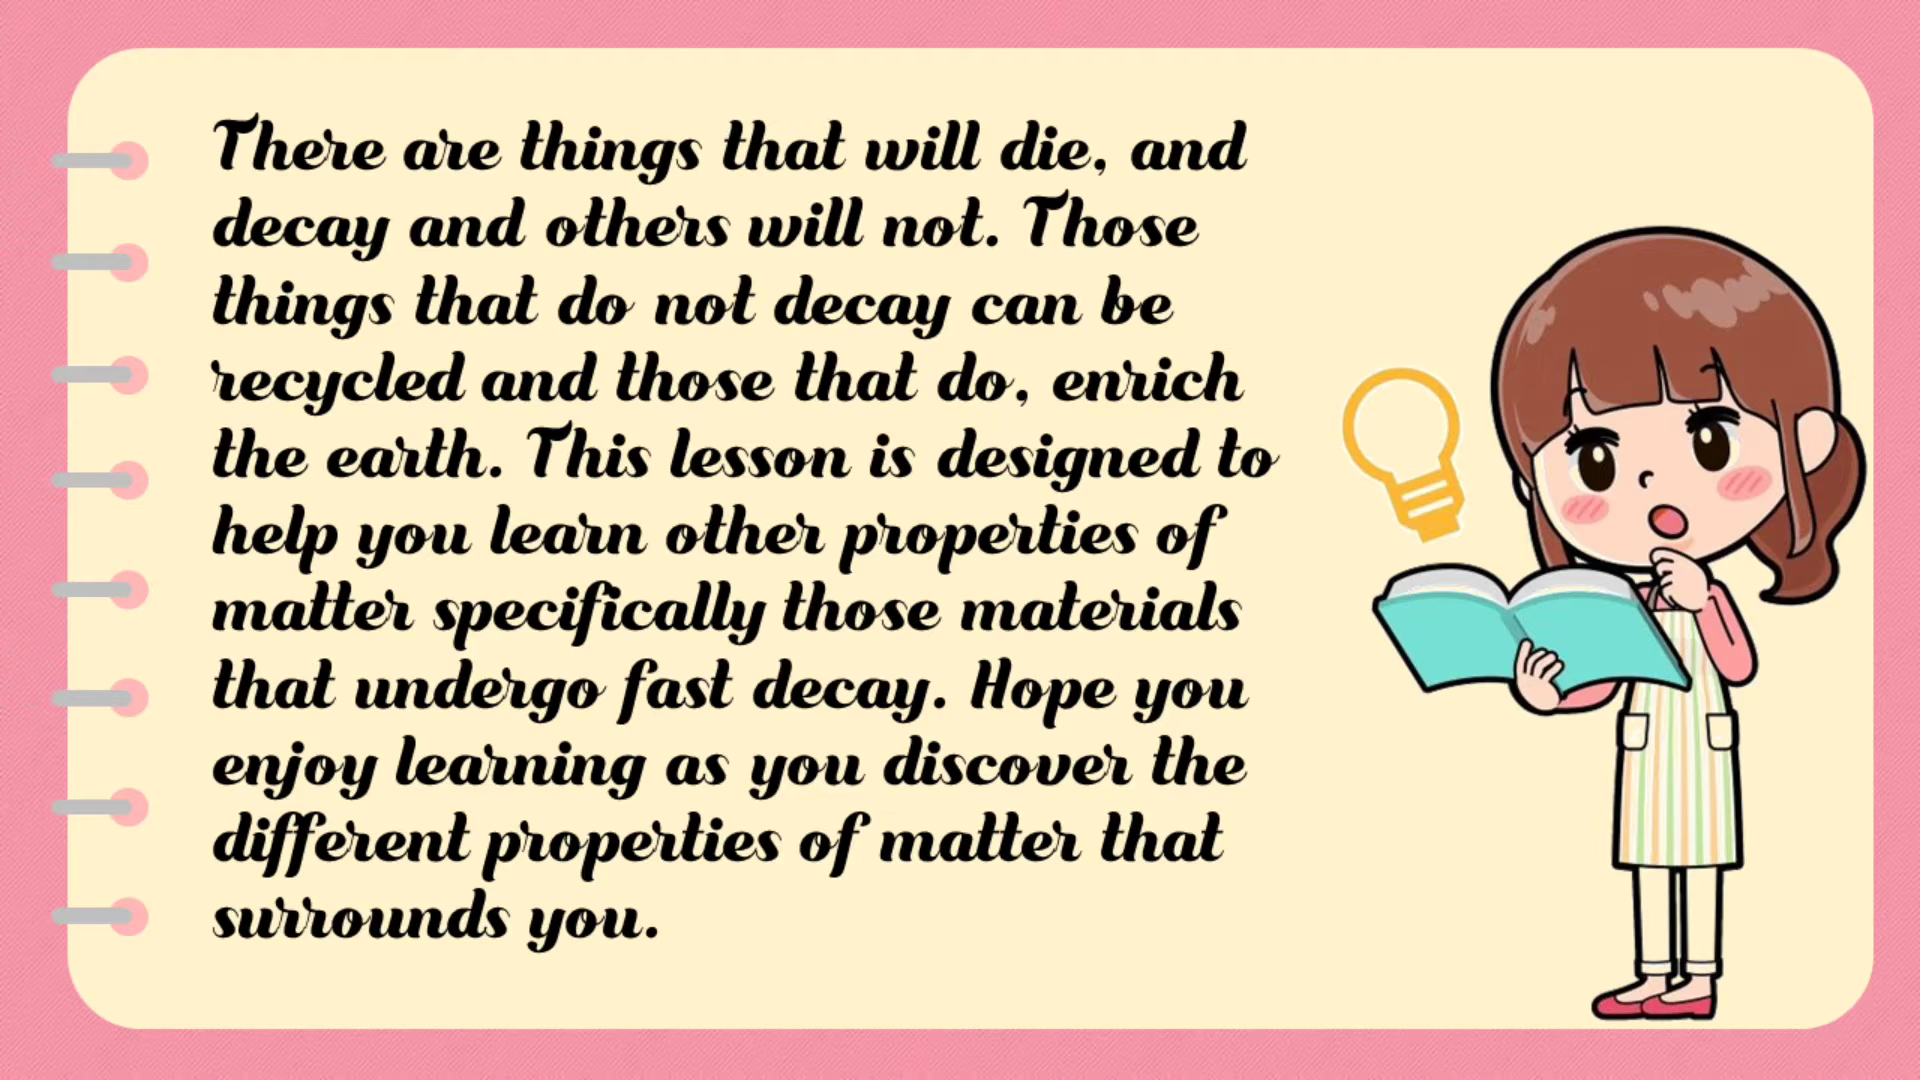 There are things that will die, and
decay and others will not. Those
things that do not decay can be
recycled and those that do, enrich
the earth. This lesson is designed to
help you learn other properties of
matter specifically those materials
that undergo fast decay. Hope you
enjoy learning as you discover the
different properties of matter that
surrounds you.